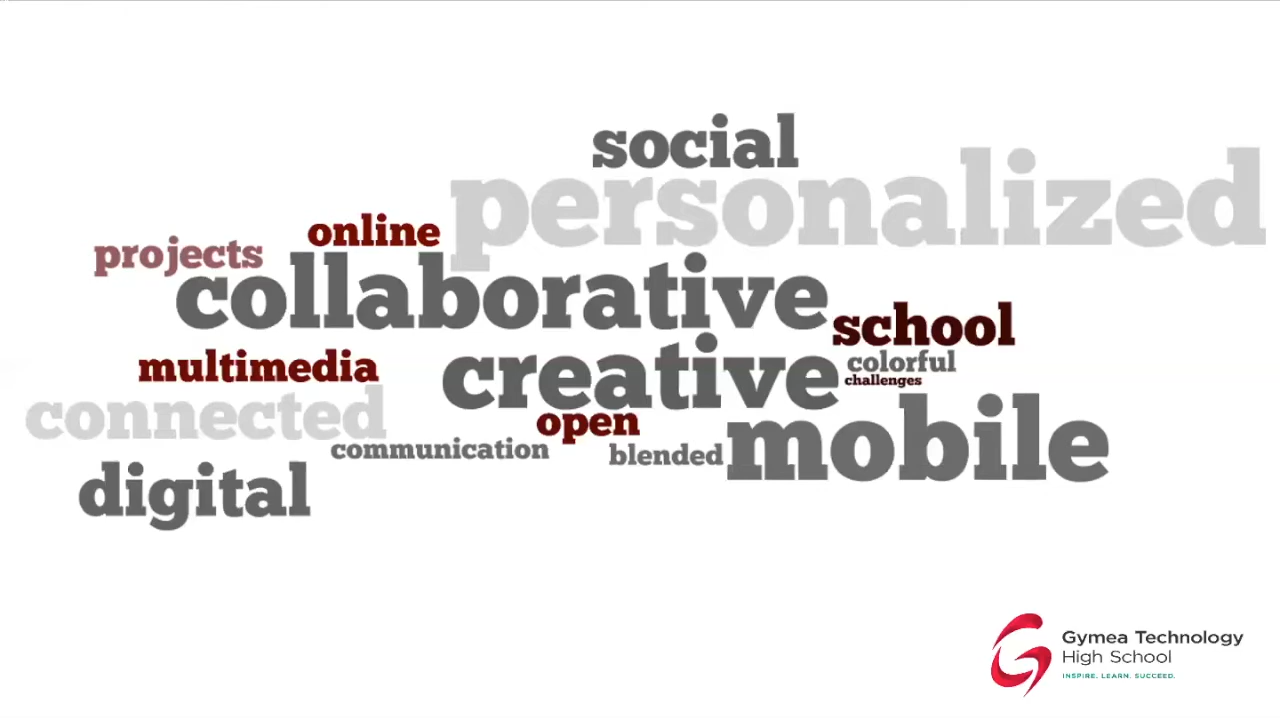 social
personalized
online
projects
collaborative
school
multimedia
creative
colorful
challenges
connected
open
mobile
communication
blended
digital
Gymea Technology
High School
INSPIRE. LEARN. SUCCEED.